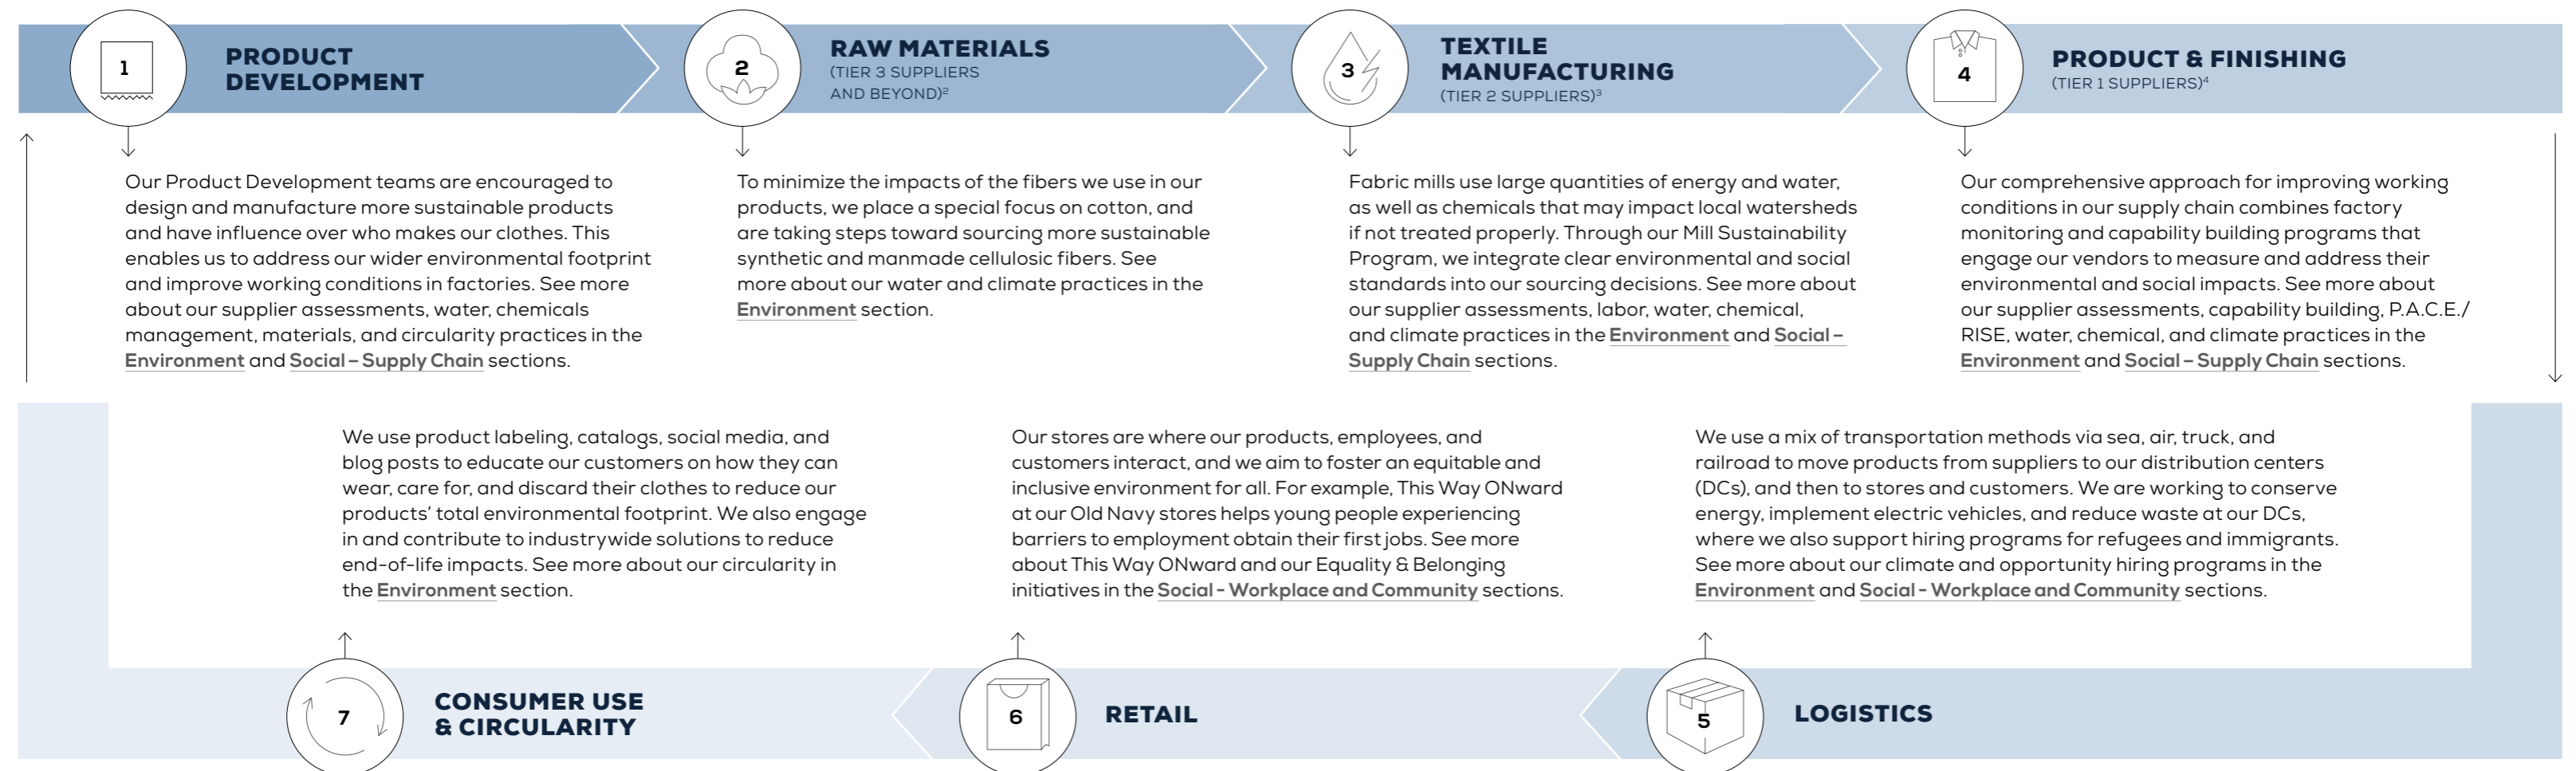 1
PRODUCT
DEVELOPMENT
Our Product Development teams are encouraged to
design and manufacture more sustainable products
and have influence over who makes our clothes. This
enables us to address our wider environmental footprint
and improve working conditions in factories. See more
about our supplier assessments, water, chemicals
management, materials, and circularity practices in the
Environment and Social – Supply Chain sections.
2
RAW MATERIALS
(TIER 3 SUPPLIERS
AND BEYOND)²
To minimize the impacts of the fibers we use in our
products, we place a special focus on cotton, and
are taking steps toward sourcing more sustainable
synthetic and manmade cellulosic fibers. See
more about our water and climate practices in the
Environment section.
3
TEXTILE
MANUFACTURING
(TIER 2 SUPPLIERS)³
Fabric mills use large quantities of energy and water,
as well as chemicals that may impact local watersheds
if not treated properly. Through our Mill Sustainability
Program, we integrate clear environmental and social
standards into our sourcing decisions. See more about
our supplier assessments, labor, water, chemical,
and climate practices in the Environment and Social –
Supply Chain sections.
4
PRODUCT & FINISHING
(TIER 1 SUPPLIERS)⁴
Our comprehensive approach for improving working
conditions in our supply chain combines factory
monitoring and capability building programs that
engage our vendors to measure and address their
environmental and social impacts. See more about
our supplier assessments, capability building, P.A.C.E./
RISE, water, chemical, and climate practices in the
Environment and Social – Supply Chain sections.
We use a mix of transportation methods via sea, air, truck, and
railroad to move products from suppliers to our distribution centers
(DCs), and then to stores and customers. We are working to conserve
energy, implement electric vehicles, and reduce waste at our DCs,
where we also support hiring programs for refugees and immigrants.
See more about our climate and opportunity hiring programs in the
Environment and Social - Workplace and Community sections.
5
LOGISTICS
Our stores are where our products, employees, and
customers interact, and we aim to foster an equitable and
inclusive environment for all. For example, This Way ONward
at our Old Navy stores helps young people experiencing
barriers to employment obtain their first jobs. See more
about This Way ONward and our Equality & Belonging
initiatives in the Social - Workplace and Community sections.
6
RETAIL
We use product labeling, catalogs, social media, and
blog posts to educate our customers on how they can
wear, care for, and discard their clothes to reduce our
products' total environmental footprint. We also engage
in and contribute to industrywide solutions to reduce
end-of-life impacts. See more about our circularity in
the Environment section.
7
CONSUMER USE
& CIRCULARITY